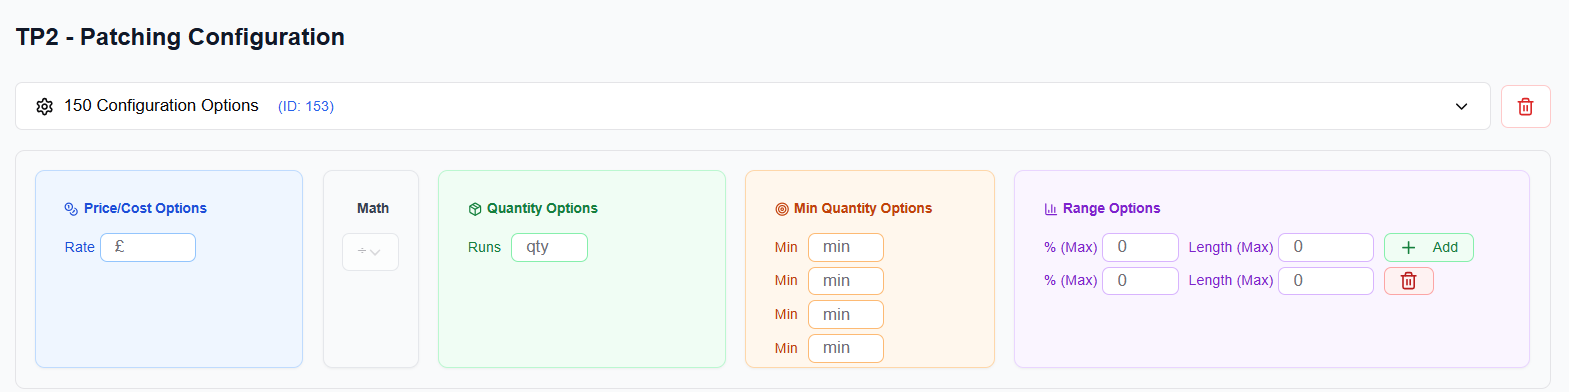 TP2 - Patching Configuration
150 Configuration Options (ID: 153)
Price/Cost Options
Rate £
Math
÷
Quantity Options
Runs qty
Min Quantity Options
Min min
Min min
Min min
Min min
Range Options
% (Max) 0 Length (Max) 0 + Add
% (Max) 0 Length (Max) 0